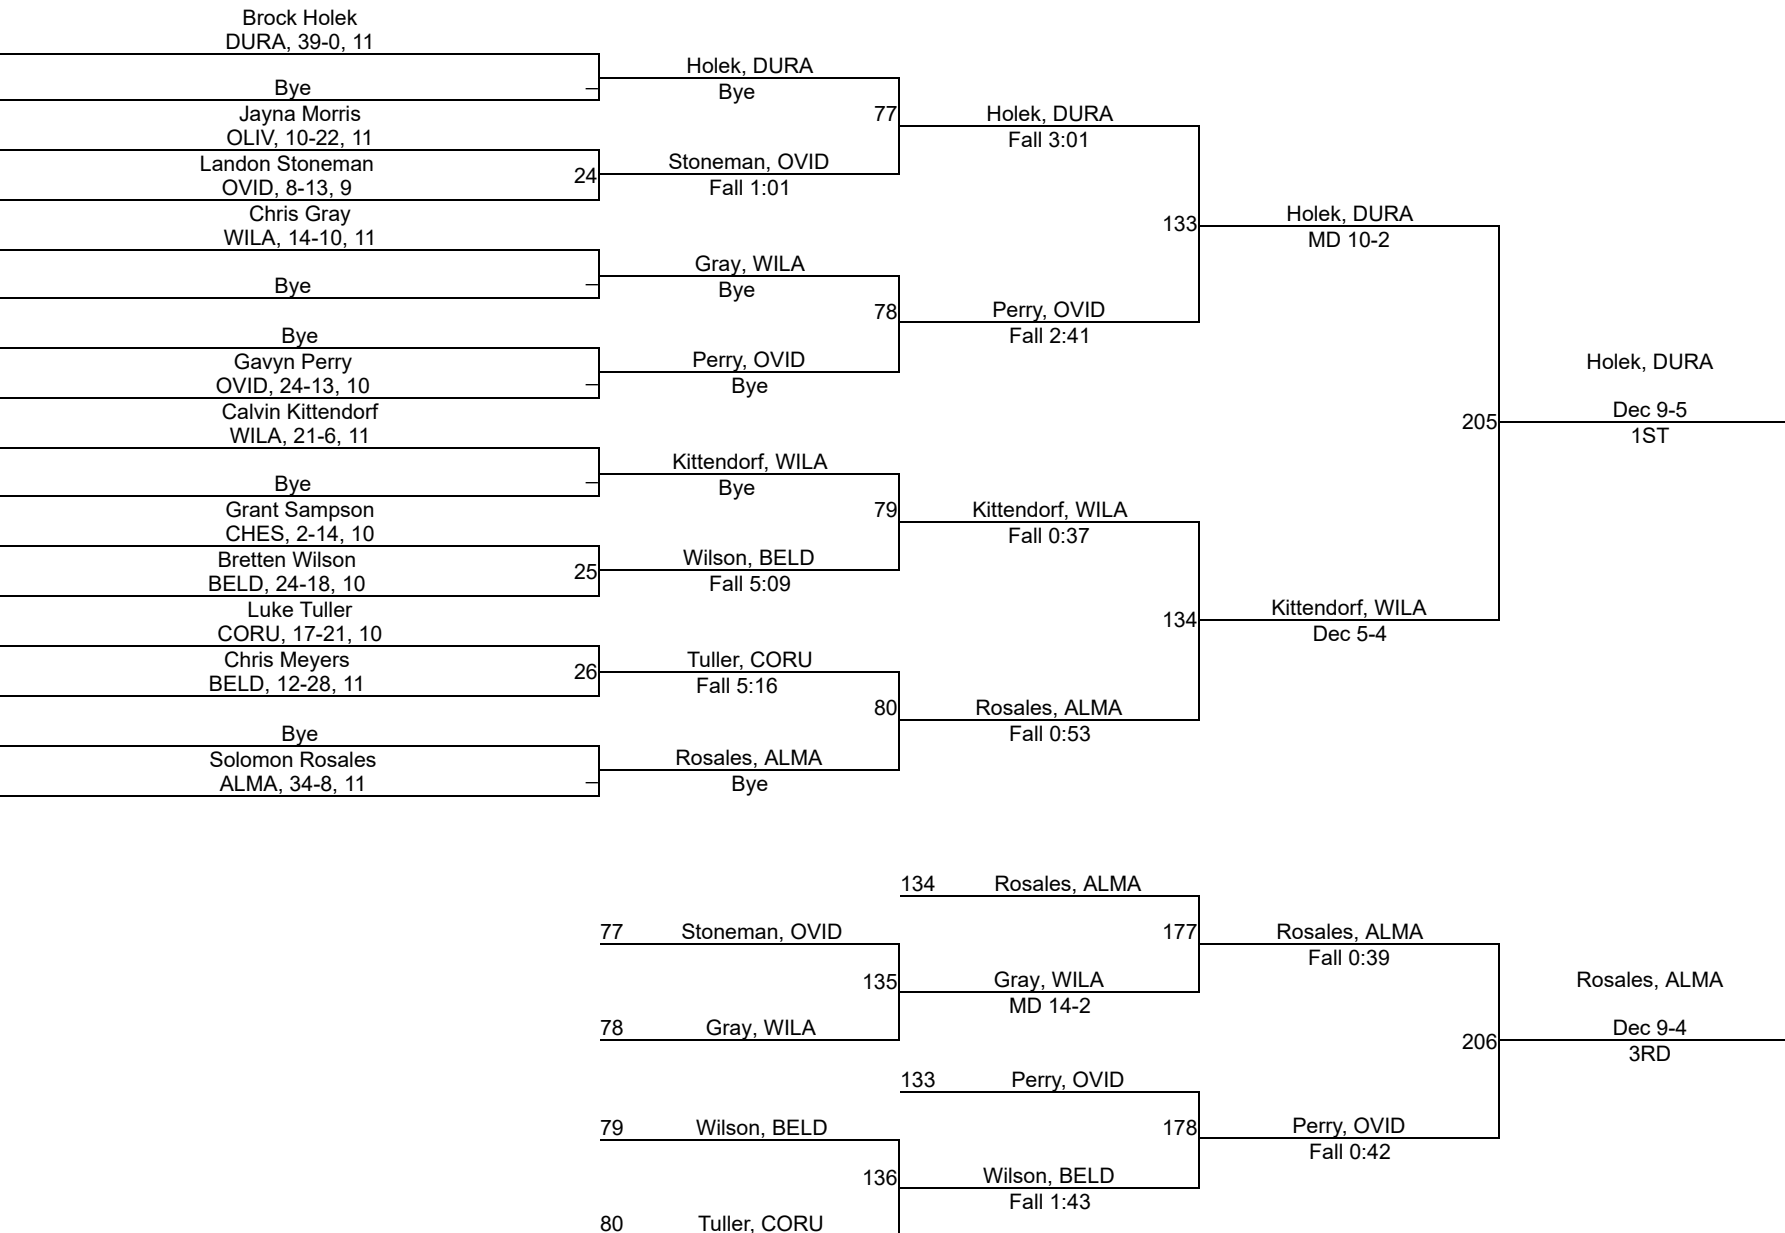 Brock Holek
DURA, 39-0, 11
Bye
Jayna Morris
OLIV, 10-22, 11
Landon Stoneman
OVID, 8-13, 9
24
Chris Gray
WILA, 14-10, 11
Bye
Bye
Gavyn Perry
OVID, 24-13, 10
Calvin Kittendorf
WILA, 21-6, 11
Bye
Grant Sampson
CHES, 2-14, 10
Bretten Wilson
BELD, 24-18, 10
25
Luke Tuller
CORU, 17-21, 10
Chris Meyers
BELD, 12-28, 11
26
Bye
Solomon Rosales
ALMA, 34-8, 11
Holek, DURA
Bye
77
Stoneman, OVID
Fall 1:01
Gray, WILA
Bye
78
Perry, OVID
Bye
Kittendorf, WILA
Bye
79
Wilson, BELD
Fall 5:09
Tuller, CORU
Fall 5:16
80
Rosales, ALMA
Bye
Holek, DURA
Fall 3:01
133
Perry, OVID
Fall 2:41
Kittendorf, WILA
Fall 0:37
134
Rosales, ALMA
Fall 0:53
Holek, DURA
MD 10-2
205
Kittendorf, WILA
Dec 5-4
Holek, DURA
Dec 9-5
1ST
77 Stoneman, OVID
135
78 Gray, WILA
79 Wilson, BELD
136
80 Tuller, CORU
134 Rosales, ALMA
177
Gray, WILA
MD 14-2
133 Perry, OVID
178
Wilson, BELD
Fall 1:43
Rosales, ALMA
Fall 0:39
206
Perry, OVID
Fall 0:42
Rosales, ALMA
Dec 9-4
3RD